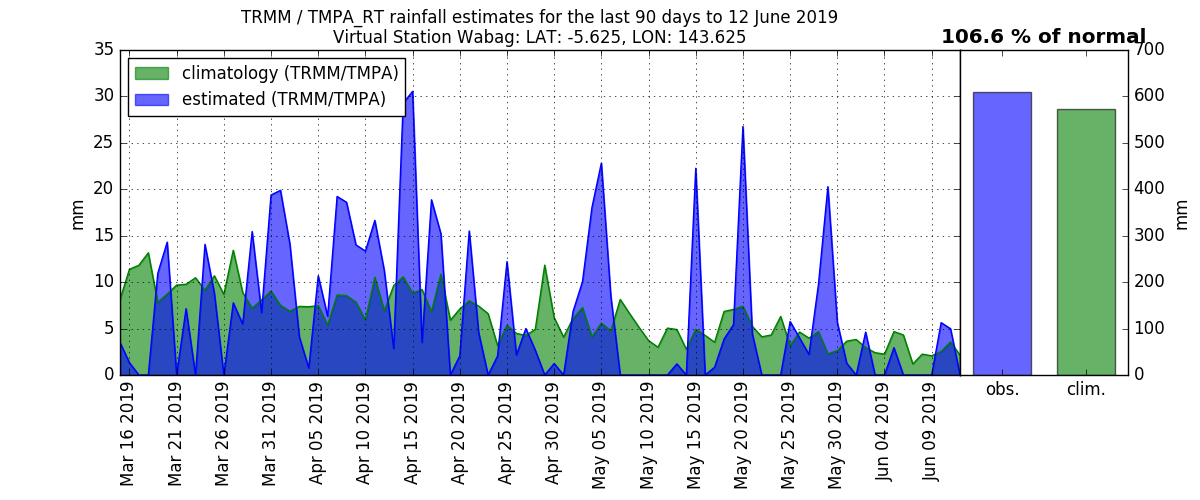 TRMM / TMPA_RT rainfall estimates for the last 90 days to 12 June 2019
Virtual Station Wabag: LAT: -5.625, LON: 143.625
106.6 % of normal
climatology (TRMM/TMPA)
estimated (TRMM/TMPA)
mm
35
30
25
20
15
10
5
0
Mar 16 2019
Mar 21 2019
Mar 26 2019
Mar 31 2019
Apr 05 2019
Apr 10 2019
Apr 15 2019
Apr 20 2019
Apr 25 2019
Apr 30 2019
May 05 2019
May 10 2019
May 15 2019
May 20 2019
May 25 2019
May 30 2019
Jun 04 2019
Jun 09 2019
obs.
clim.
700
600
500
400
300
200
100
0
mm